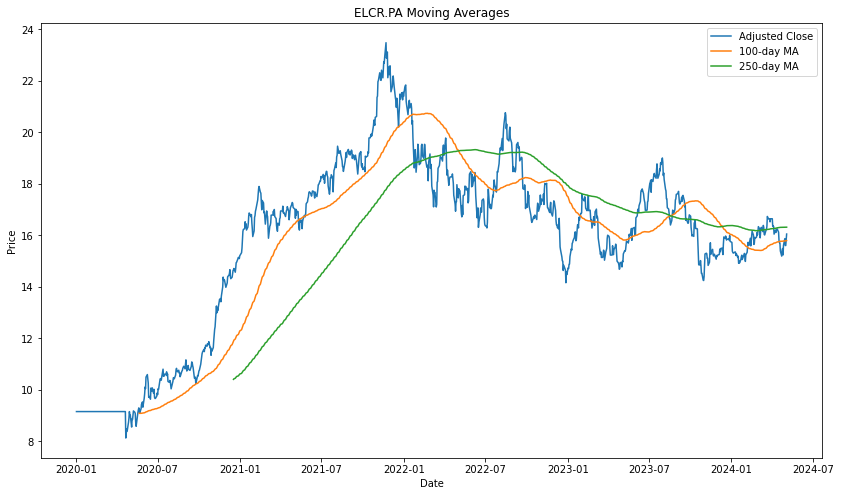 ELCR.PA Moving Averages
Adjusted Close
100-day MA
250-day MA
Price
24
22
20
18
16
14
12
10
8
2020-01 2020-07 2021-01 2021-07 2022-01 2022-07 2023-01 2023-07 2024-01 2024-07
Date